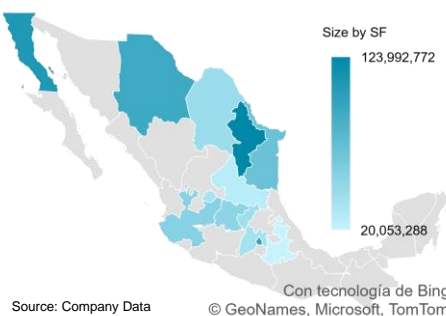 Size by SF
123,992,772
20,053,288
Con tecnología de Bing
Source: Company Data
© GeoNames, Microsoft, TomTom